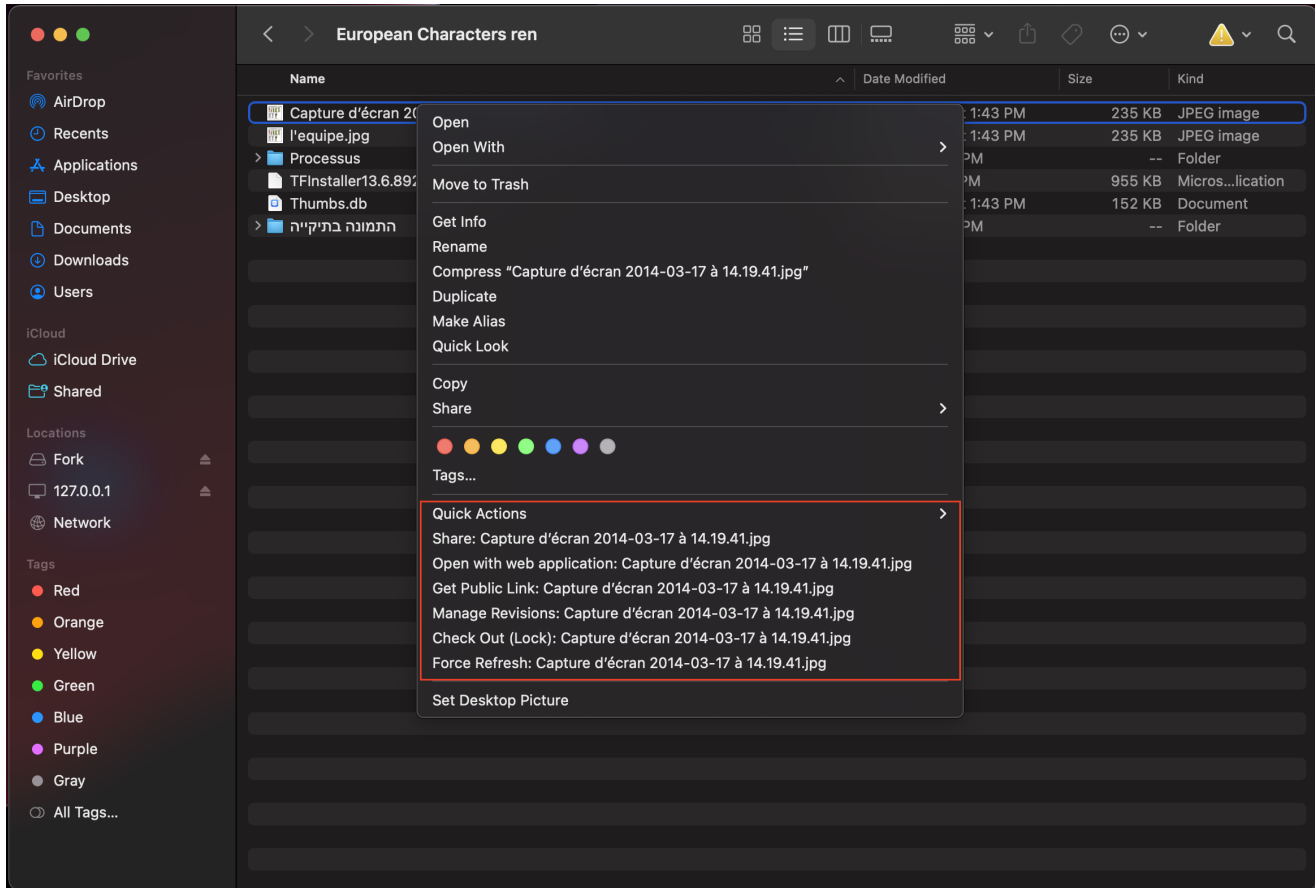 European Characters ren
Favorites
AirDrop
Recents
Applications
Desktop
Documents
Downloads
Users
iCloud
iCloud Drive
Shared
Locations
Fork
127.0.0.1
Network
Tags
Red
Orange
Yellow
Green
Blue
Purple
Gray
All Tags...
Name Date Modified Size Kind
Capture d’écran 20 1:43 PM 235 KB JPEG image
l'equipe.jpg 1:43 PM 235 KB JPEG image
Processus PM -- Folder
TFInstaller13.6.892 PM 955 KB Micros...lication
Thumbs.db 1:43 PM 152 KB Document
התמונה בתיקייה PM -- Folder
Open
Open With
Move to Trash
Get Info
Rename
Compress “Capture d’écran 2014-03-17 à 14.19.41.jpg”
Duplicate
Make Alias
Quick Look
Copy
Share
Tags...
Quick Actions
Share: Capture d’écran 2014-03-17 à 14.19.41.jpg
Open with web application: Capture d’écran 2014-03-17 à 14.19.41.jpg
Get Public Link: Capture d’écran 2014-03-17 à 14.19.41.jpg
Manage Revisions: Capture d’écran 2014-03-17 à 14.19.41.jpg
Check Out (Lock): Capture d’écran 2014-03-17 à 14.19.41.jpg
Force Refresh: Capture d’écran 2014-03-17 à 14.19.41.jpg
Set Desktop Picture